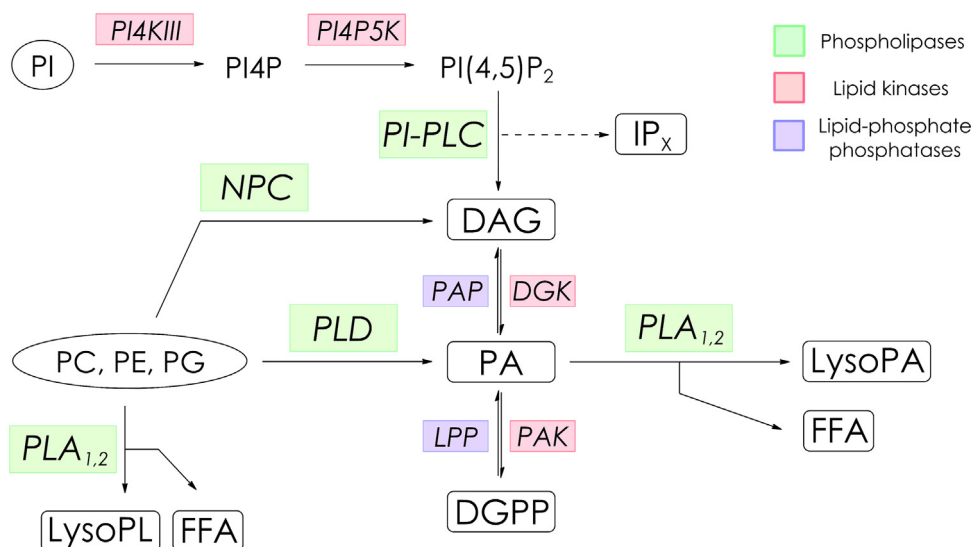 PI4KIII
PI4P5K
Phospholipases
PI
PI4P
PI(4,5)P₂
Lipid kinases
PI-PLC
IPₓ
Lipid-phosphate
phosphatases
NPC
DAG
PAP
DGK
PLD
PLA₁,₂
PC, PE, PG
PA
LysoPA
PLA₁,₂
LPP
PAK
FFA
LysoPL
FFA
DGPP